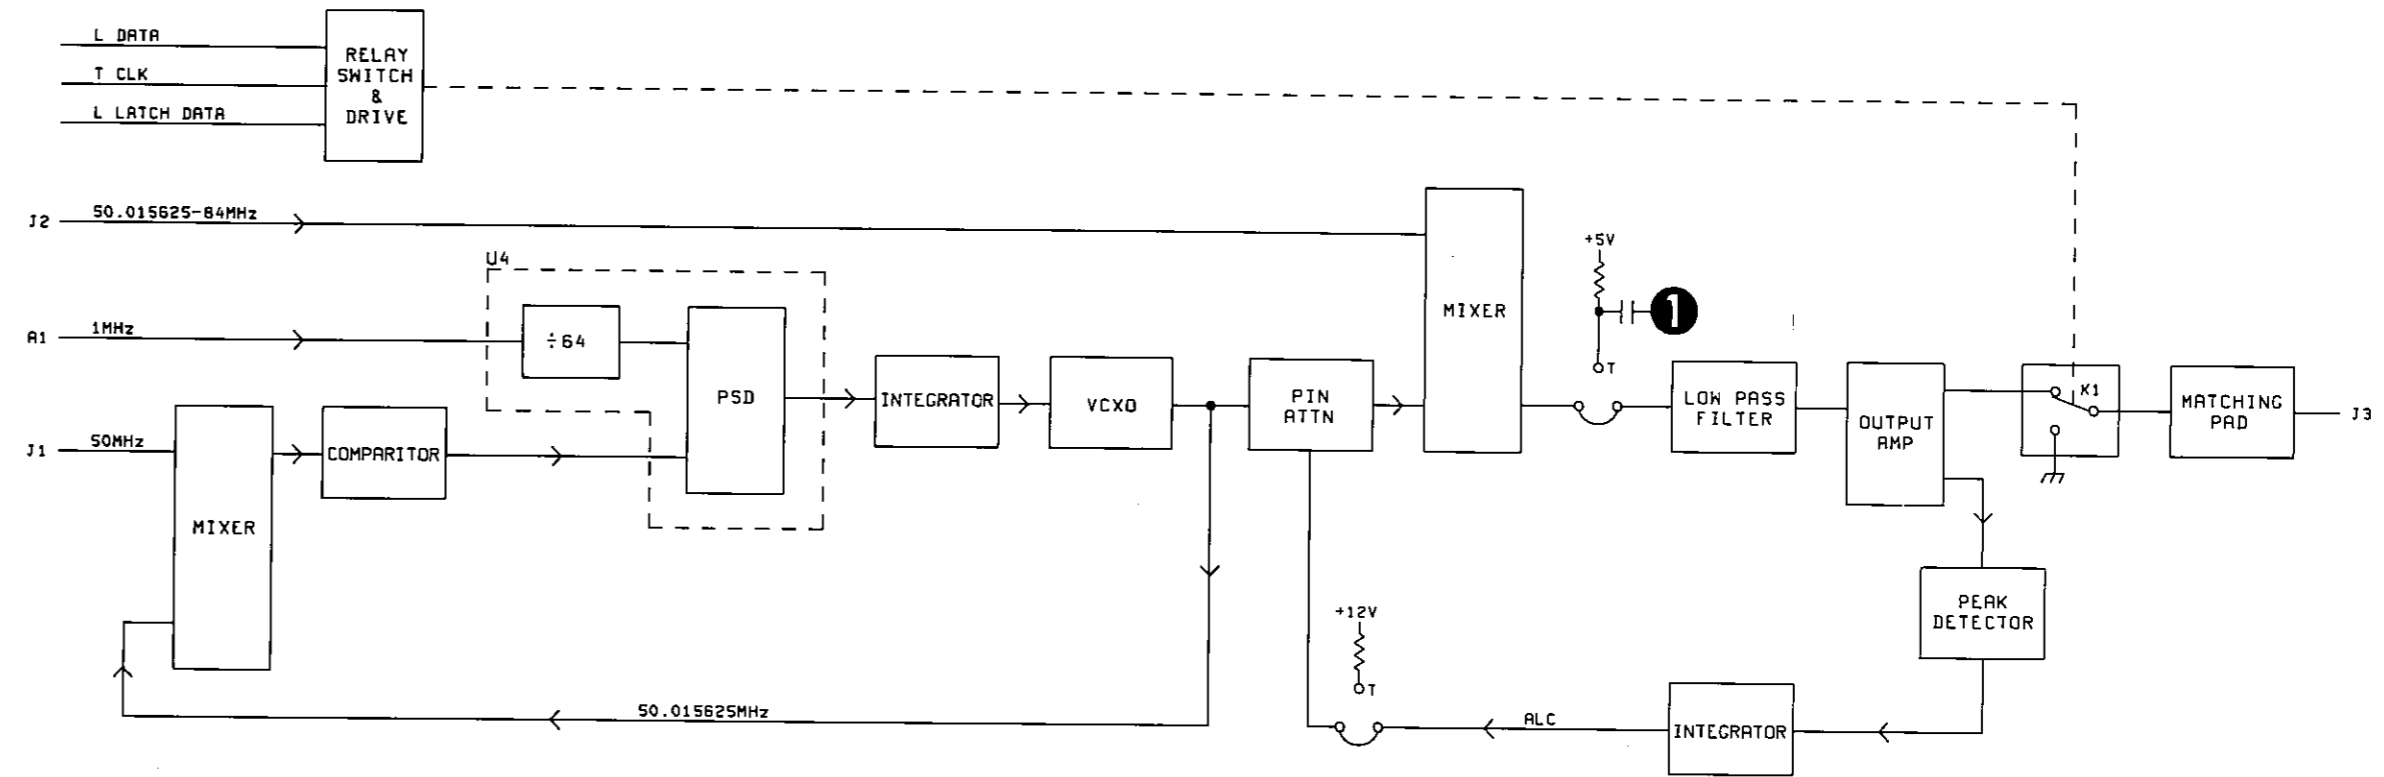 L DATA
T CLK
L LATCH DATA
RELAY
SWITCH
&
DRIVE
J2
50.015625-84MHz
U4
A1
1MHz
÷64
PSD
J1
50MHz
MIXER
COMPARITOR
INTEGRATOR
VCXO
PIN
ATTN
MIXER
+5V
1
T
LOW PASS
FILTER
OUTPUT
AMP
K1
MATCHING
PAD
J3
PEAK
DETECTOR
+12V
T
50.015625MHz
ALC
INTEGRATOR